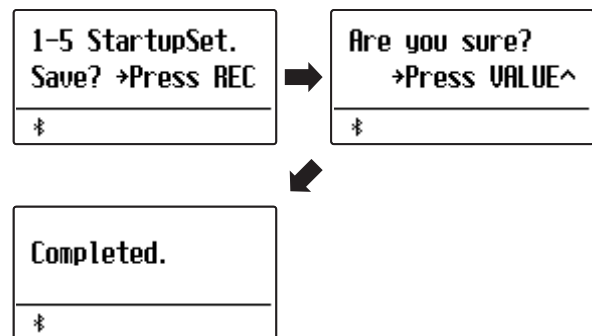 1-5 StartupSet.
Save? →Press REC
Are you sure?
→Press VALUE^
Completed.